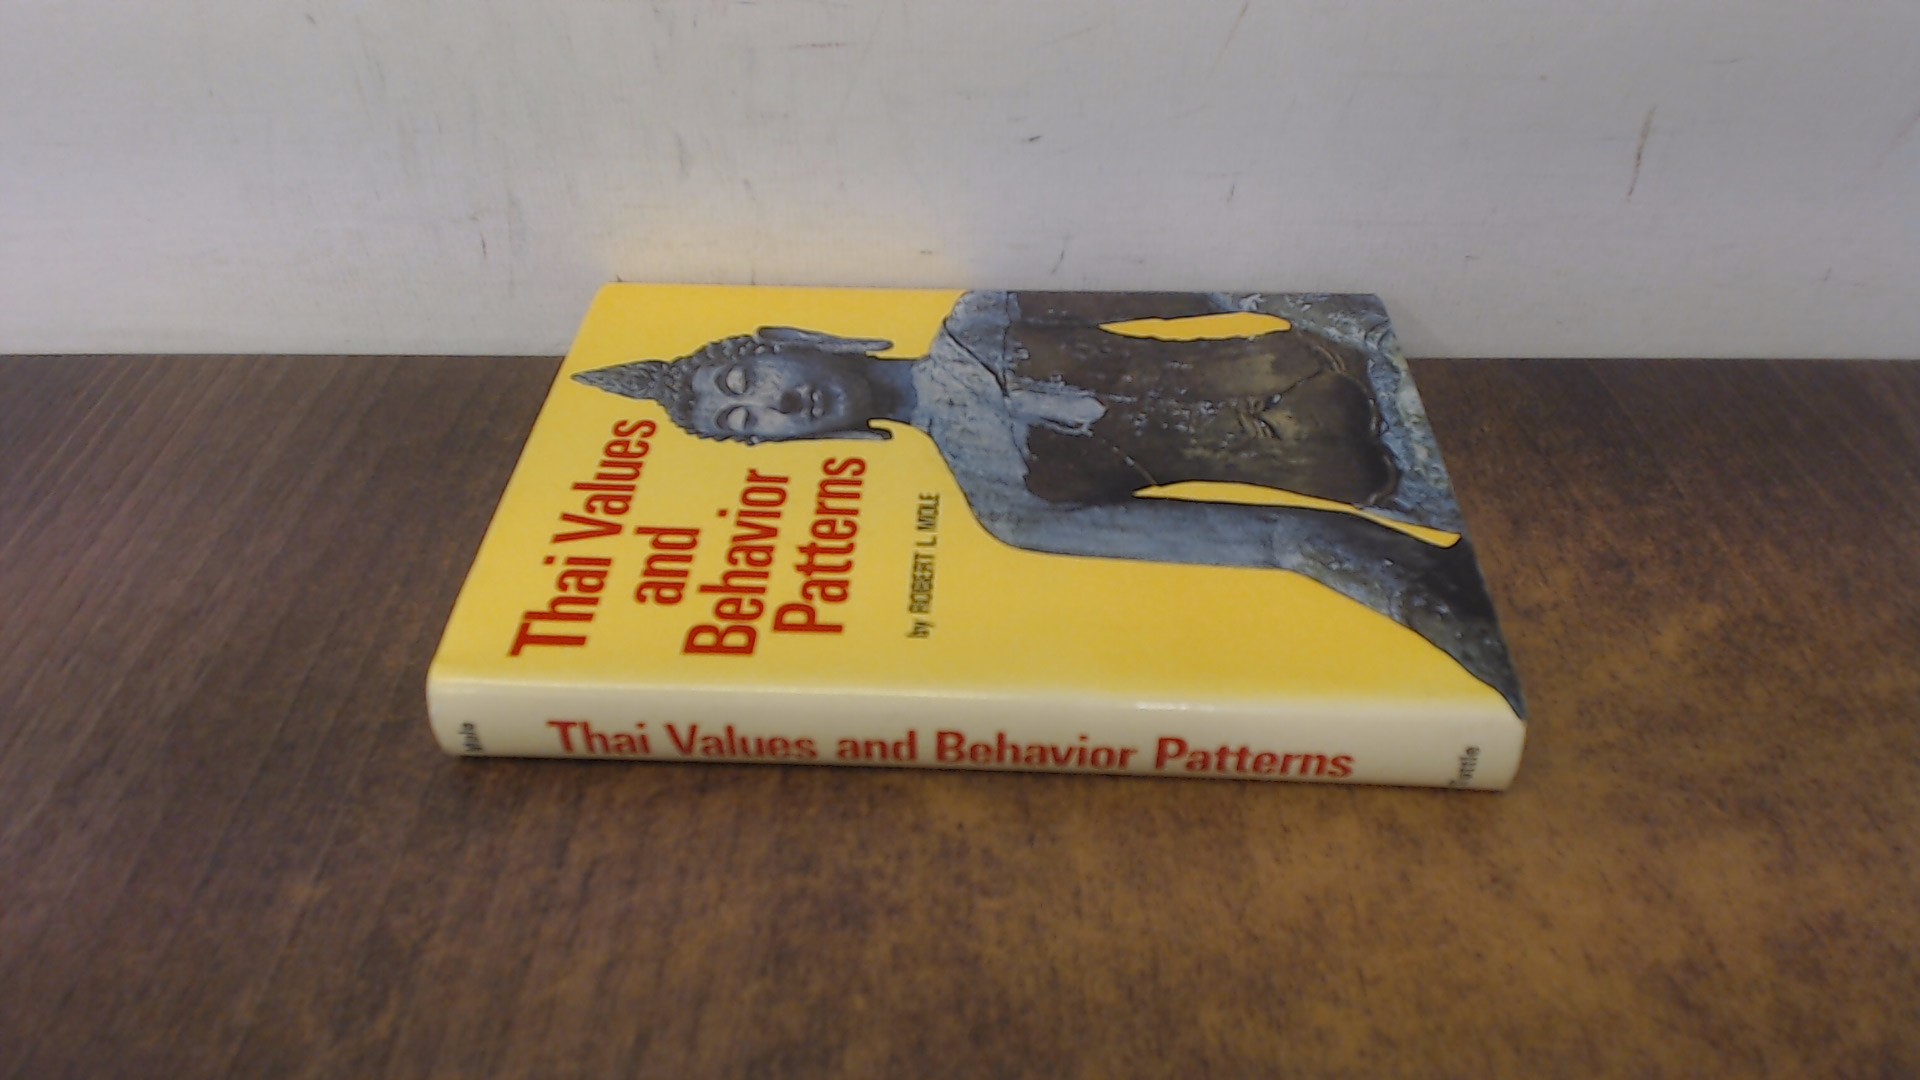 Thai Values
and
Behavior
Patterns
by ROBERT L. MOLE
Mole
Thai Values and Behavior Patterns
Tuttle